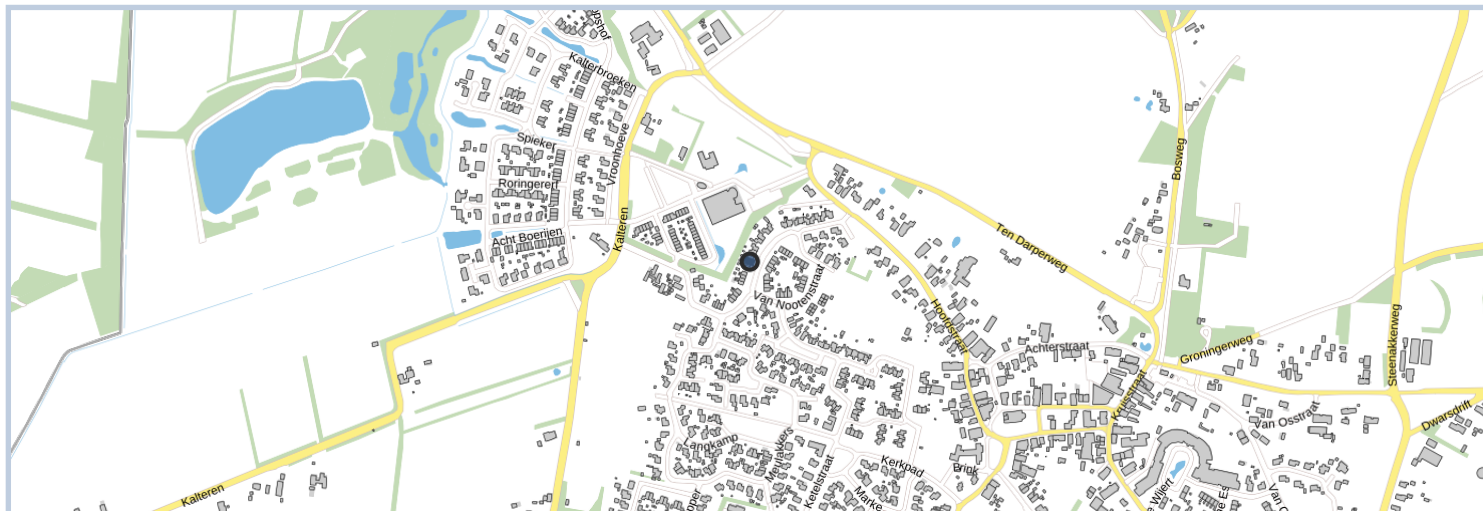 Kalterbroeken
Spieker
Vroonhoeve
Roringererf
Acht Boerijen
Kalteren
Bosweg
Ten Darperweg
Van Nootenstraat
Hoofdstraat
Achterstraat
Groningerweg
Steenakkerweg
Kruisstraat
Van Osstraat
Dwarsdrift
Langkamp
Meulakkers
Kerkpad
Brink
Ketelstraat
Marke
Kalteren